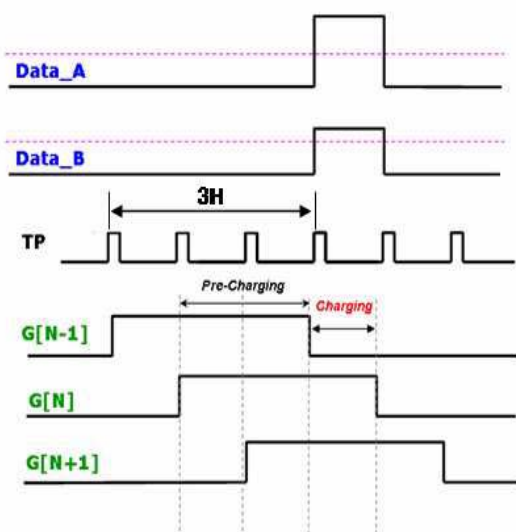 Data_A
Data_B
3H
TP
Pre-Charging
Charging
G[N-1]
G[N]
G[N+1]